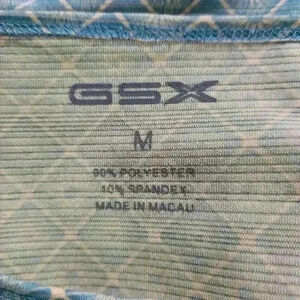 GSX
M
90% POLYESTER
10% SPANDEX
MADE IN MACAU